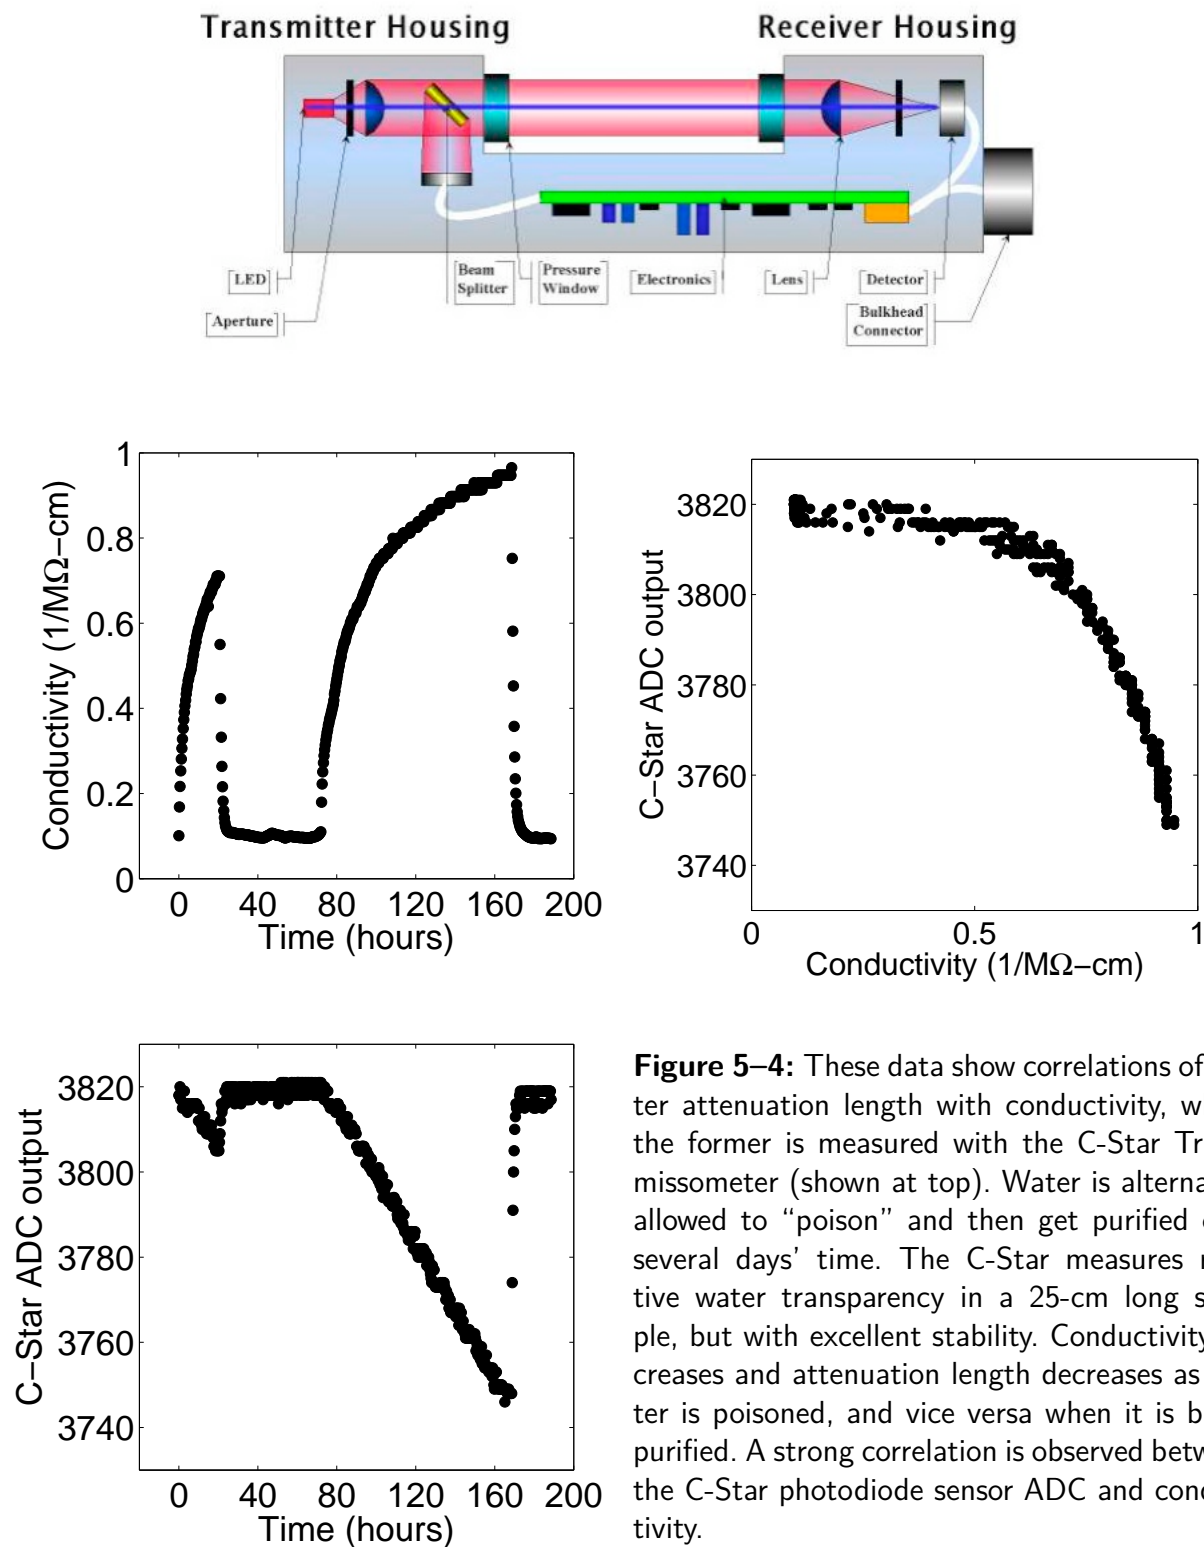 Transmitter Housing
Receiver Housing
LED
Aperture
Beam
Splitter
Pressure
Window
Electronics
Lens
Detector
Bulkhead
Connector
Conductivity (1/MΩ−cm)
1
0.8
0.6
0.4
0.2
0
0 40 80 120 160 200
Time (hours)
C−Star ADC output
3820
3800
3780
3760
3740
0 0.5 1
Conductivity (1/MΩ−cm)
C−Star ADC output
3820
3800
3780
3760
3740
0 40 80 120 160 200
Time (hours)
Figure 5–4: These data show correlations of
ter attenuation length with conductivity, w
the former is measured with the C-Star Tr
missometer (shown at top). Water is alterna
allowed to “poison” and then get purified
several days’ time. The C-Star measures r
tive water transparency in a 25-cm long s
ple, but with excellent stability. Conductivity
creases and attenuation length decreases as
ter is poisoned, and vice versa when it is b
purified. A strong correlation is observed betw
the C-Star photodiode sensor ADC and cond
tivity.